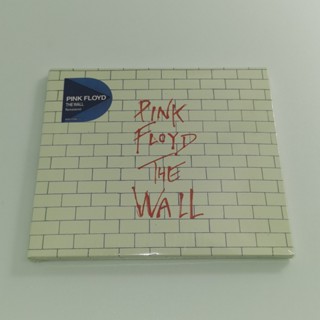 PINK FLOYD
THE WALL
PINK
FLOYD
THE
WALL